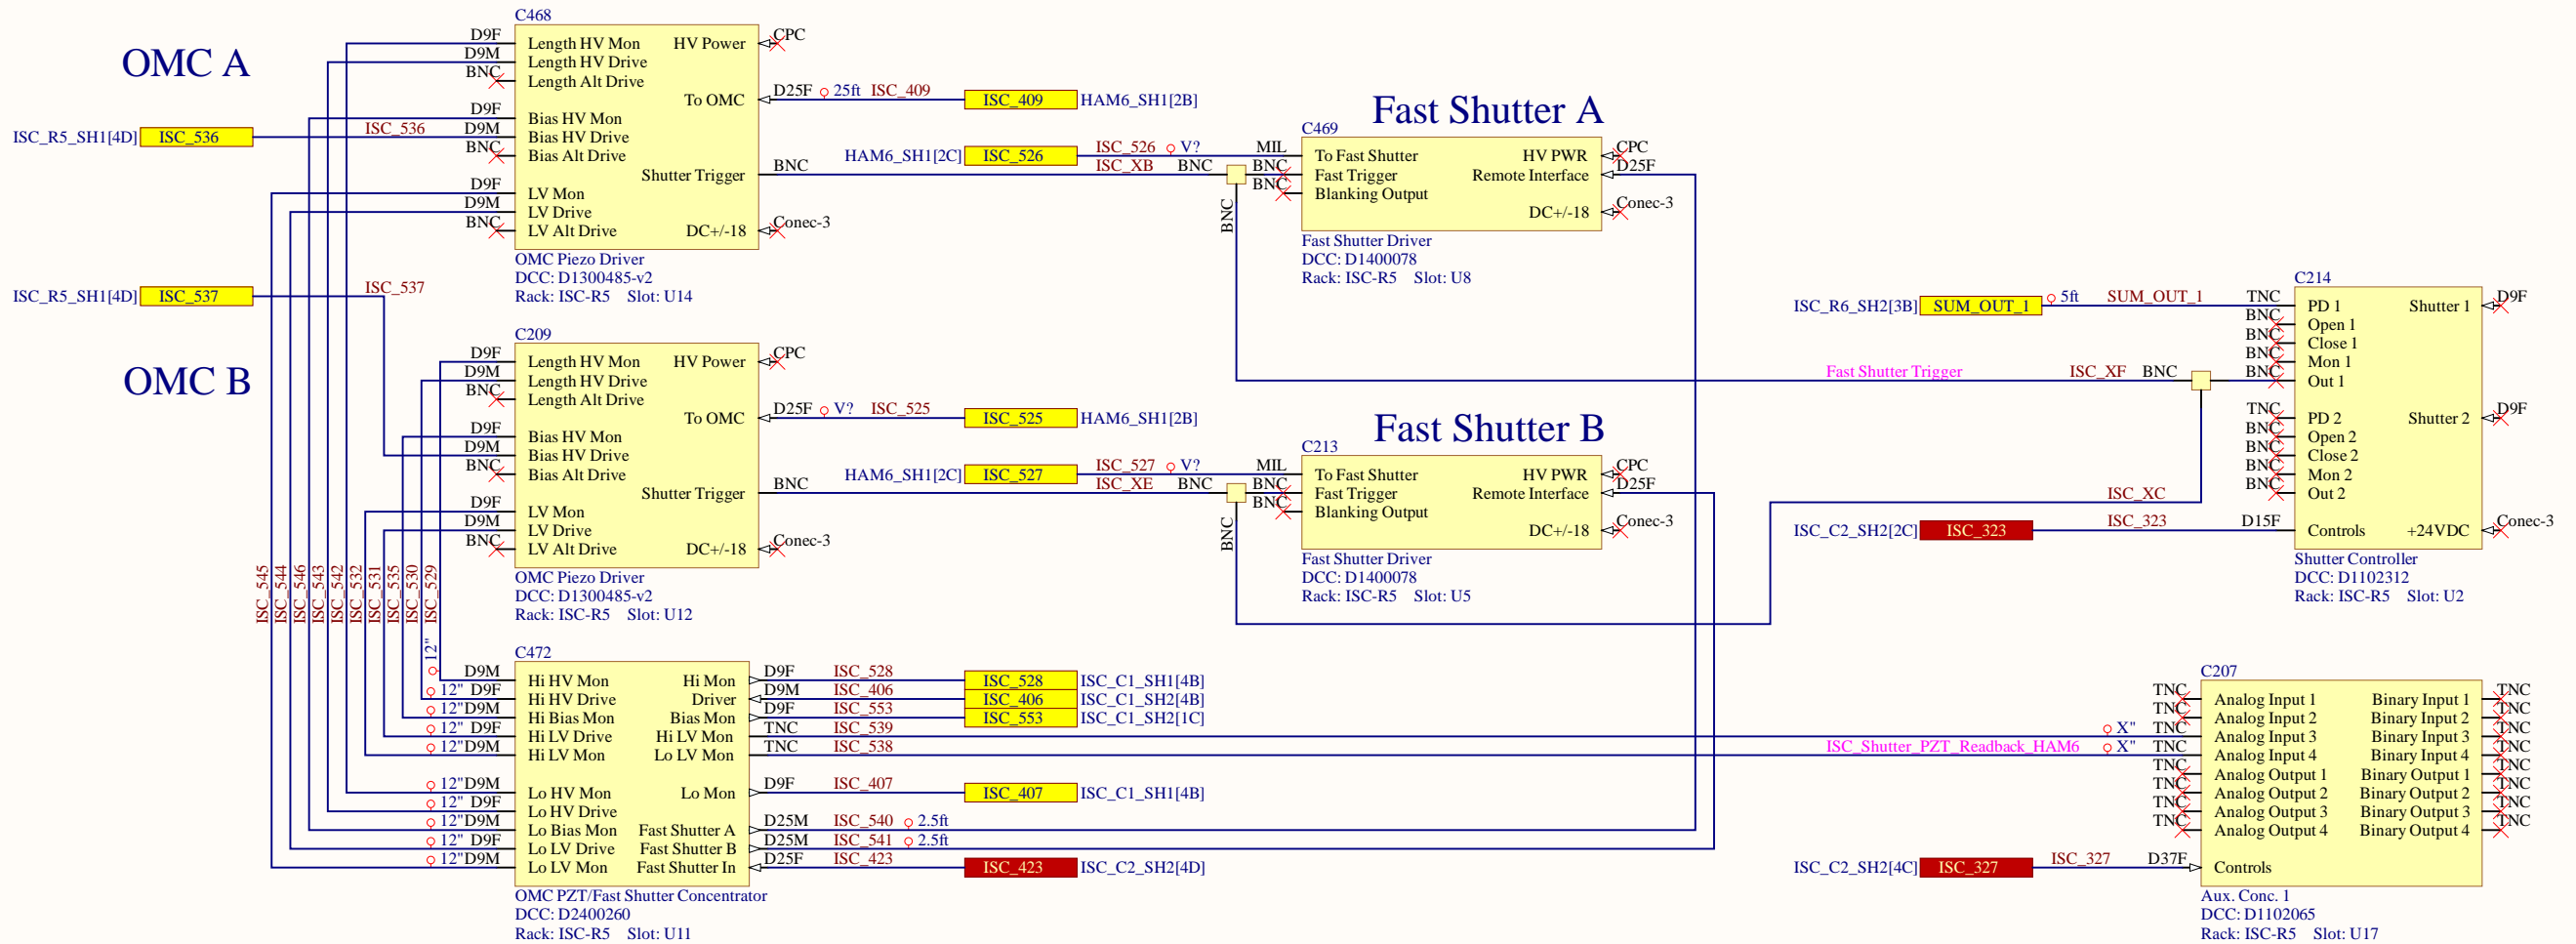 OMC A
C468
D9F Length HV Mon HV Power CPC
D9M Length HV Drive
BNC Length Alt Drive
To OMC D25F 25ft ISC_409 ISC_409 HAM6_SH1[2B]
D9F Bias HV Mon
ISC_R5_SH1[4D] ISC_536 ISC_536 D9M Bias HV Drive
BNC Bias Alt Drive
Shutter Trigger BNC
D9F LV Mon
D9M LV Drive
BNC LV Alt Drive DC+/-18 Conec-3
OMC Piezo Driver
DCC: D1300485-v2
Rack: ISC-R5 Slot: U14
Fast Shutter A
C469
HAM6_SH1[2C] ISC_526 ISC_526 V? MIL To Fast Shutter HV PWR CPC
ISC_XB BNC BNC Fast Trigger Remote Interface D25F
BNC Blanking Output
BNC
DC+/-18 Conec-3
Fast Shutter Driver
DCC: D1400078
Rack: ISC-R5 Slot: U8
ISC_R5_SH1[4D] ISC_537 ISC_537
OMC B
C209
D9F Length HV Mon HV Power CPC
D9M Length HV Drive
BNC Length Alt Drive
To OMC D25F V? ISC_525 ISC_525 HAM6_SH1[2B]
D9F Bias HV Mon
D9M Bias HV Drive
BNC Bias Alt Drive
Shutter Trigger BNC
D9F LV Mon
D9M LV Drive
BNC LV Alt Drive DC+/-18 Conec-3
OMC Piezo Driver
DCC: D1300485-v2
Rack: ISC-R5 Slot: U12
Fast Shutter B
C213
HAM6_SH1[2C] ISC_527 ISC_527 V? MIL To Fast Shutter HV PWR CPC
ISC_XE BNC BNC Fast Trigger Remote Interface D25F
BNC Blanking Output
BNC
DC+/-18 Conec-3
Fast Shutter Driver
DCC: D1400078
Rack: ISC-R5 Slot: U5
C214
ISC_R6_SH2[3B] SUM_OUT_1 5ft SUM_OUT_1 TNC PD 1 Shutter 1 D9F
BNC Open 1
BNC Close 1
BNC Mon 1
Fast Shutter Trigger ISC_XF BNC BNC Out 1
TNC PD 2 Shutter 2 D9F
BNC Open 2
BNC Close 2
BNC Mon 2
BNC Out 2
ISC_XC
ISC_C2_SH2[2C] ISC_323 ISC_323 D15F Controls +24VDC Conec-3
Shutter Controller
DCC: D1102312
Rack: ISC-R5 Slot: U2
ISC_545
ISC_544
ISC_546
ISC_543
ISC_542
ISC_532
ISC_531
ISC_535
ISC_530
ISC_529
C472
12" D9M Hi HV Mon Hi Mon D9F ISC_528 ISC_528 ISC_C1_SH1[4B]
12" D9F Hi HV Drive Driver D9M ISC_406 ISC_406 ISC_C1_SH2[4B]
12" D9M Hi Bias Mon Bias Mon D9F ISC_553 ISC_553 ISC_C1_SH2[1C]
12" D9F Hi LV Drive Hi LV Mon TNC ISC_539
12" D9M Hi LV Mon Lo LV Mon TNC ISC_538
12" D9M Lo HV Mon Lo Mon D9F ISC_407 ISC_407 ISC_C1_SH1[4B]
12" D9F Lo HV Drive
12" D9M Lo Bias Mon Fast Shutter A D25M ISC_540 2.5ft
12" D9F Lo LV Drive Fast Shutter B D25M ISC_541 2.5ft
12" D9M Lo LV Mon Fast Shutter In D25F ISC_423 ISC_423 ISC_C2_SH2[4D]
OMC PZT/Fast Shutter Concentrator
DCC: D2400260
Rack: ISC-R5 Slot: U11
C207
TNC Analog Input 1 Binary Input 1 TNC
TNC Analog Input 2 Binary Input 2 TNC
X" TNC Analog Input 3 Binary Input 3 TNC
ISC_Shutter_PZT_Readback_HAM6 X" TNC Analog Input 4 Binary Input 4 TNC
TNC Analog Output 1 Binary Output 1 TNC
TNC Analog Output 2 Binary Output 2 TNC
TNC Analog Output 3 Binary Output 3 TNC
TNC Analog Output 4 Binary Output 4 TNC
ISC_C2_SH2[4C] ISC_327 ISC_327 D37F Controls
Aux. Conc. 1
DCC: D1102065
Rack: ISC-R5 Slot: U17